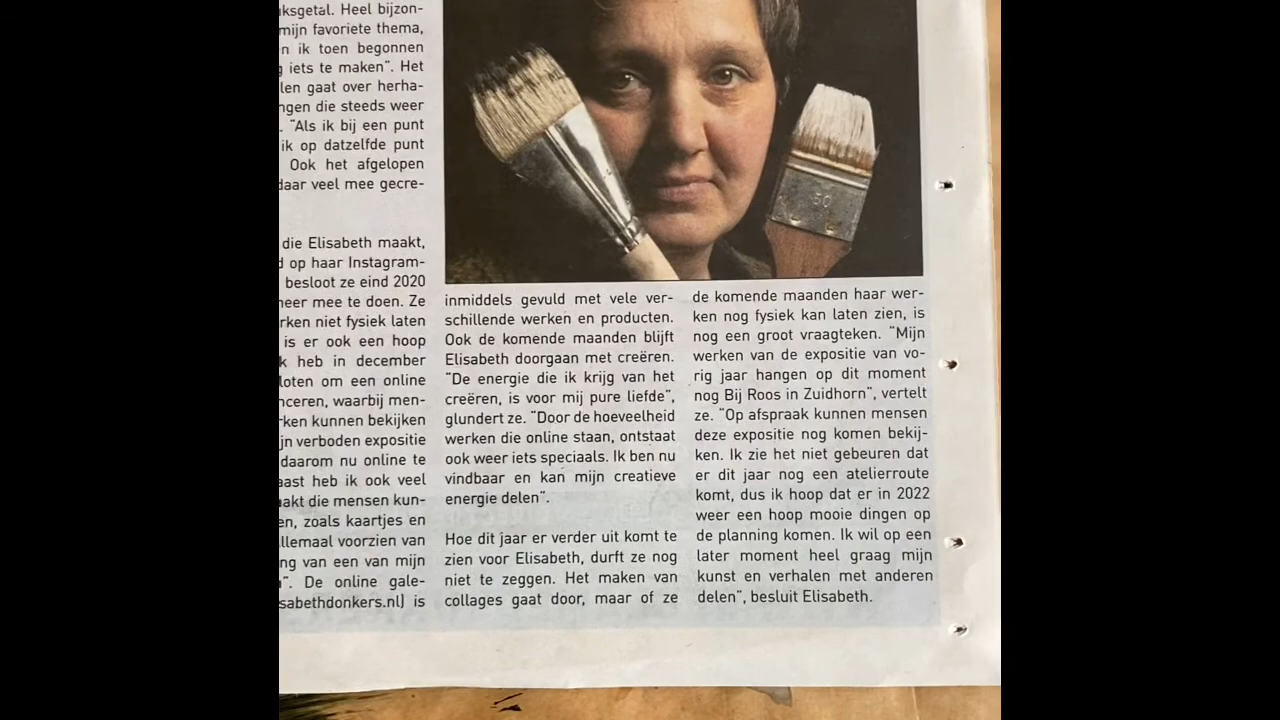 ksgetal. Heel bijzon-
mijn favoriete thema,
n ik toen begonnen
g iets te maken”. Het
len gaat over herha-
ngen die steeds weer
. “Als ik bij een punt
ik op datzelfde punt
Ook het afgelopen
daar veel mee gecre-
die Elisabeth maakt,
d op haar Instagram-
besloot ze eind 2020
meer mee te doen. Ze
rken niet fysiek laten
is er ook een hoop
k heb in december
loten om een online
nceren, waarbij men-
rken kunnen bekijken
jn verboden expositie
daarom nu online te
aast heb ik ook veel
akt die mensen kun-
en, zoals kaartjes en
llemaal voorzien van
ng van een van mijn
”. De online gale-
sabethdonkers.nl) is
50
inmiddels gevuld met vele ver-
schillende werken en producten.
Ook de komende maanden blijft
Elisabeth doorgaan met creëren.
“De energie die ik krijg van het
creëren, is voor mij pure liefde”,
glundert ze. “Door de hoeveelheid
werken die online staan, ontstaat
ook weer iets speciaals. Ik ben nu
vindbaar en kan mijn creatieve
energie delen”.
Hoe dit jaar er verder uit komt te
zien voor Elisabeth, durft ze nog
niet te zeggen. Het maken van
collages gaat door, maar of ze
de komende maanden haar wer-
ken nog fysiek kan laten zien, is
nog een groot vraagteken. “Mijn
werken van de expositie van vo-
rig jaar hangen op dit moment
nog Bij Roos in Zuidhorn”, vertelt
ze. “Op afspraak kunnen mensen
deze expositie nog komen bekij-
ken. Ik zie het niet gebeuren dat
er dit jaar nog een atelierroute
komt, dus ik hoop dat er in 2022
weer een hoop mooie dingen op
de planning komen. Ik wil op een
later moment heel graag mijn
kunst en verhalen met anderen
delen”, besluit Elisabeth.